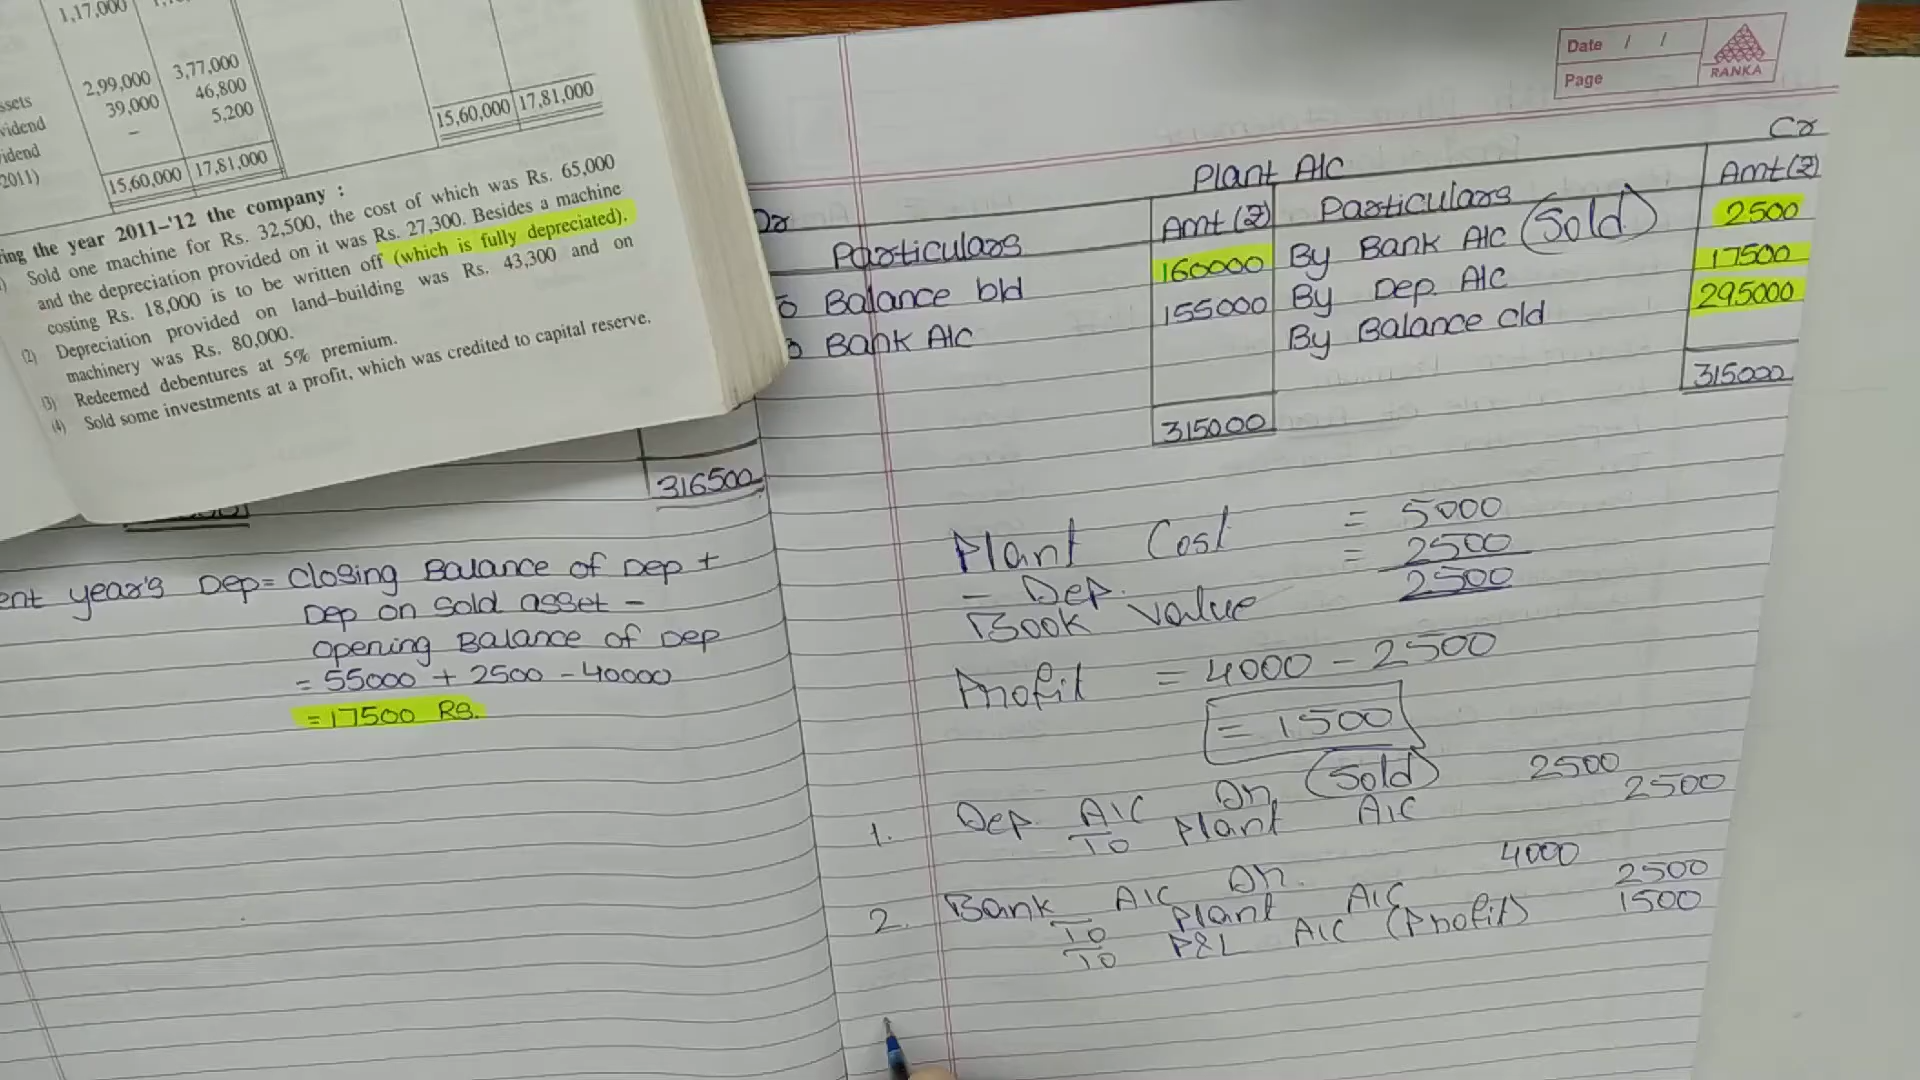 1,17,000
2,99,000 3,77,000
39,000 46,800
vidend – 5,200
idend
2011) 15,60,000 17,81,000 15,60,000 17,81,000
ring the year 2011–'12 the company :
Sold one machine for Rs. 32,500, the cost of which was Rs. 65,000
and the depreciation provided on it was Rs. 27,300. Besides a machine
costing Rs. 18,000 is to be written off (which is fully depreciated).
(2) Depreciation provided on land–building was Rs. 43,300 and on
machinery was Rs. 80,000.
(3) Redeemed debentures at 5% premium.
(4) Sold some investments at a profit, which was credited to capital reserve.
316500
ent year's Dep = Closing Balance of Dep +
Dep on sold asset –
Opening Balance of Dep
= 55000 + 2500 – 40000
= 17500 Rs.
Date / /
Page
RANKA
Plant A/c
Dr Cr
Particulars Amt (₹) Particulars Amt (₹)
To Balance b/d 160000 By Bank A/c (Sold) 2500
To Bank A/c 155000 By Dep. A/c 17500
By Balance c/d 295000
315000 315000
Plant Cost = 5000
– Dep. = 2500
Book Value 2500
Profit = 4000 – 2500
= 1500
1. Dep. A/c Dr. (Sold) 2500
To Plant A/c 2500
2. Bank A/c Dr. 4000
To Plant A/c 2500
To P&L A/c (Profit) 1500